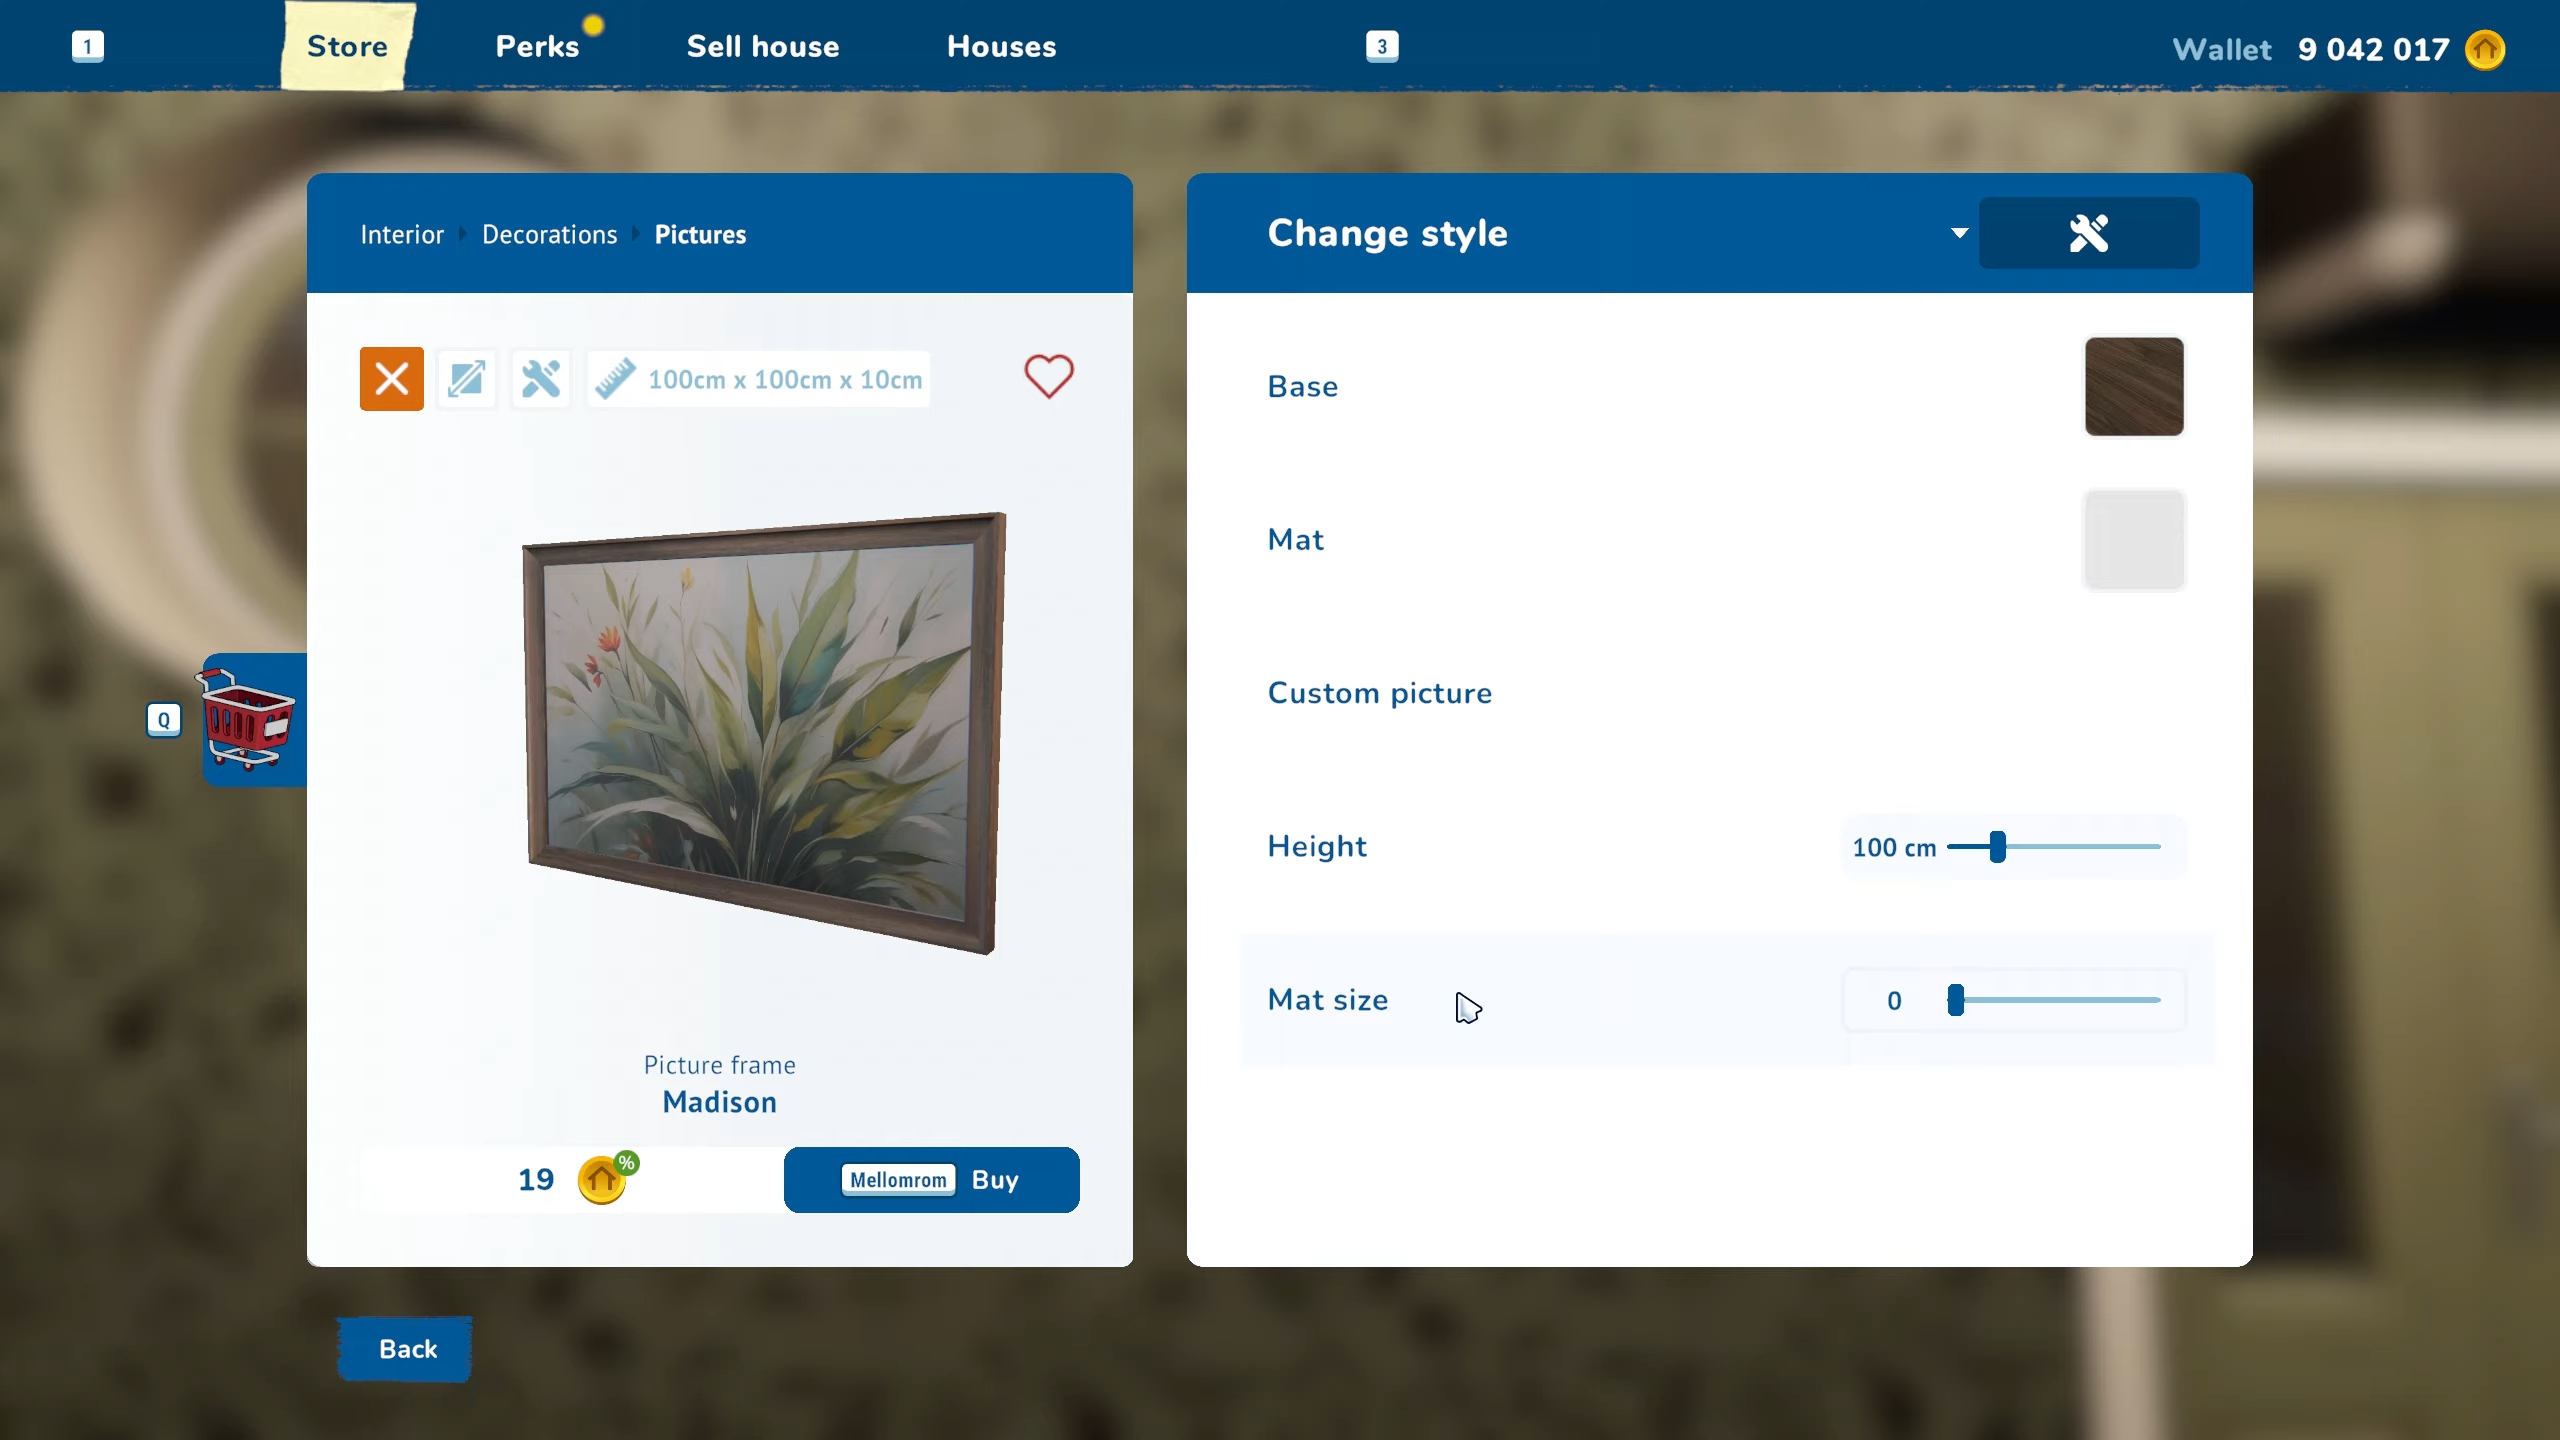 1
Store
Perks
Sell house
Houses
3
Wallet 9 042 017
Interior Decorations Pictures
100cm x 100cm x 10cm
Q
Picture frame
Madison
19 %
Mellomrom Buy
Change style
Base
Mat
Custom picture
Height 100 cm
Mat size 0
Back